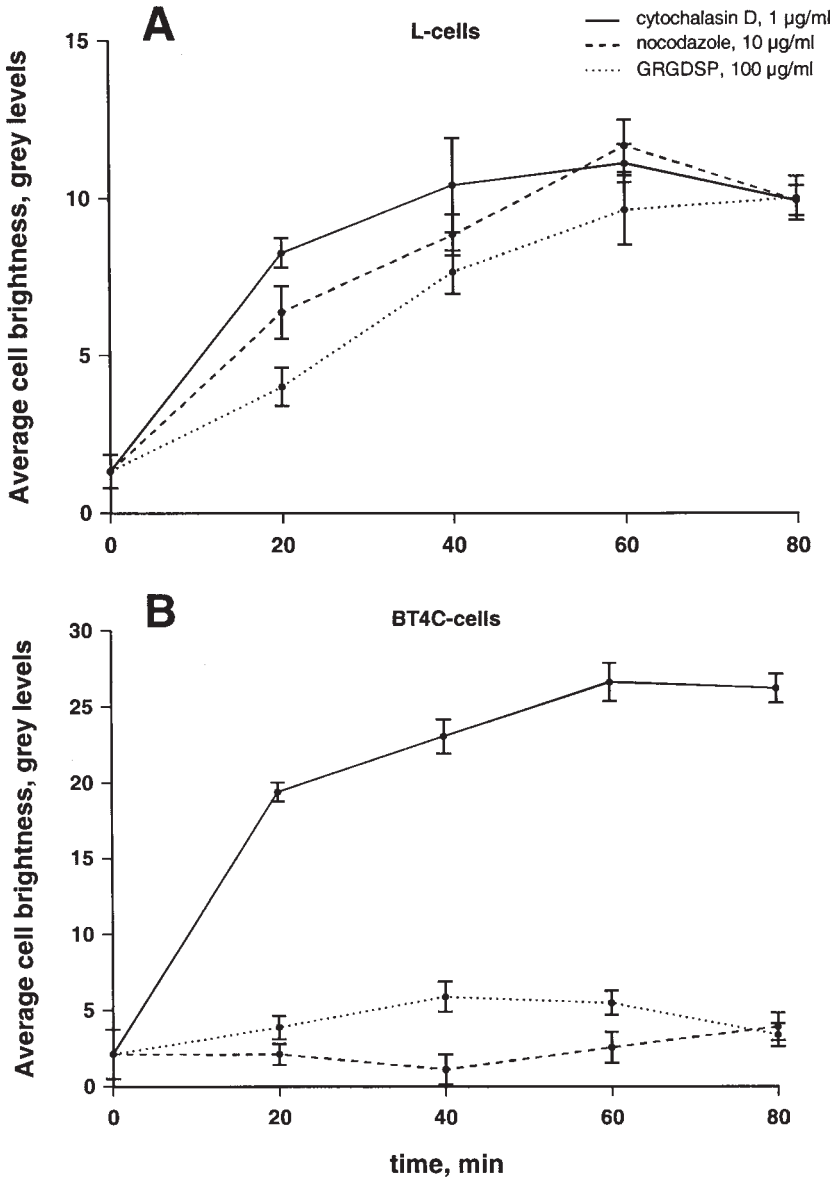 A
L-cells
cytochalasin D, 1 µg/ml
nocodazole, 10 µg/ml
GRGDSP, 100 µg/ml
Average cell brightness, grey levels
15
10
5
0
0 20 40 60 80
B
BT4C-cells
Average cell brightness, grey levels
30
25
20
15
10
5
0
0 20 40 60 80
time, min